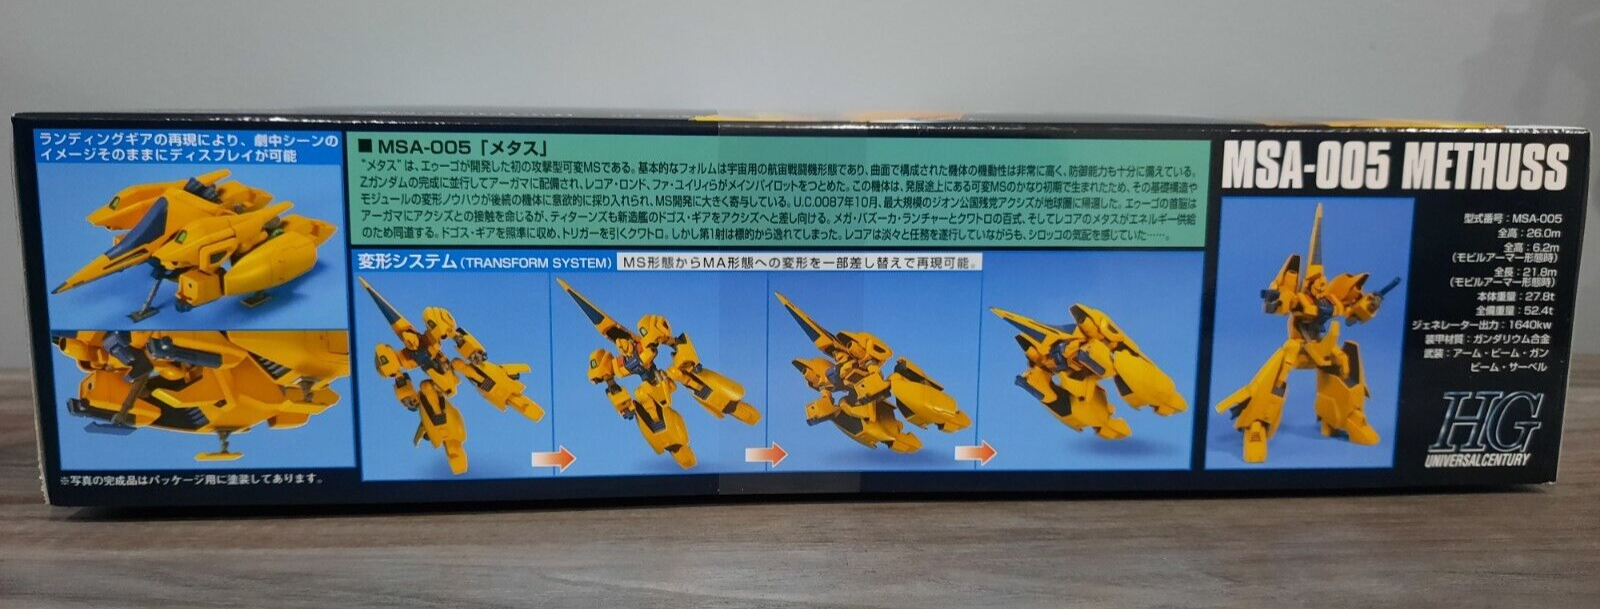 ランディングギアの再現により、劇中シーンの
イメージそのままにディスプレイが可能
※写真の完成品はパッケージ用に塗装してあります。
■ MSA-005「メタス」
“メタス”は、エゥーゴが開発した初の攻撃型可変MSである。基本的なフォルムは宇宙用の航宙戦闘機形態であり、曲面で構成された機体の機動性は非常に高く、防御能力も十分に備えている。
Zガンダムの完成に並行してアーガマに配備され、レコア・ロンド、ファ・ユイリィらがメインパイロットをつとめた。この機体は、発展途上にある可変MSのかなり初期で生まれたため、その基礎構造や
モジュールの変形ノウハウが後続の機体に意欲的に採り入れられ、MS開発に大きく寄与している。U.C.0087年10月、最大規模のジオン公国残党アクシズが地球圏に帰還した。エゥーゴの首脳は
アーガマにアクシズとの接触を命じるが、ティターンズも新造艦のドゴス・ギアをアクシズへと差し向ける。メガ・バズーカ・ランチャーとクワトロの百式、そしてレコアのメタスがエネルギー供給
のため同道する。ドゴス・ギアを照準に収め、トリガーを引くクワトロ。しかし第1射は標的から逸れてしまった。レコアは淡々と任務を遂行していながらも、シロッコの気配を感じていた……。
変形システム(TRANSFORM SYSTEM) MS形態からMA形態への変形を一部差し替えで再現可能。
MSA-005 METHUSS
型式番号：MSA-005
全高：26.0m
全高：6.2m
(モビルアーマー形態時)
全長：21.8m
(モビルアーマー形態時)
本体重量：27.8t
全備重量：52.4t
ジェネレーター出力：1640kw
装甲材質：ガンダリウム合金
武装：アーム・ビーム・ガン
ビーム・サーベル
HG
UNIVERSAL CENTURY